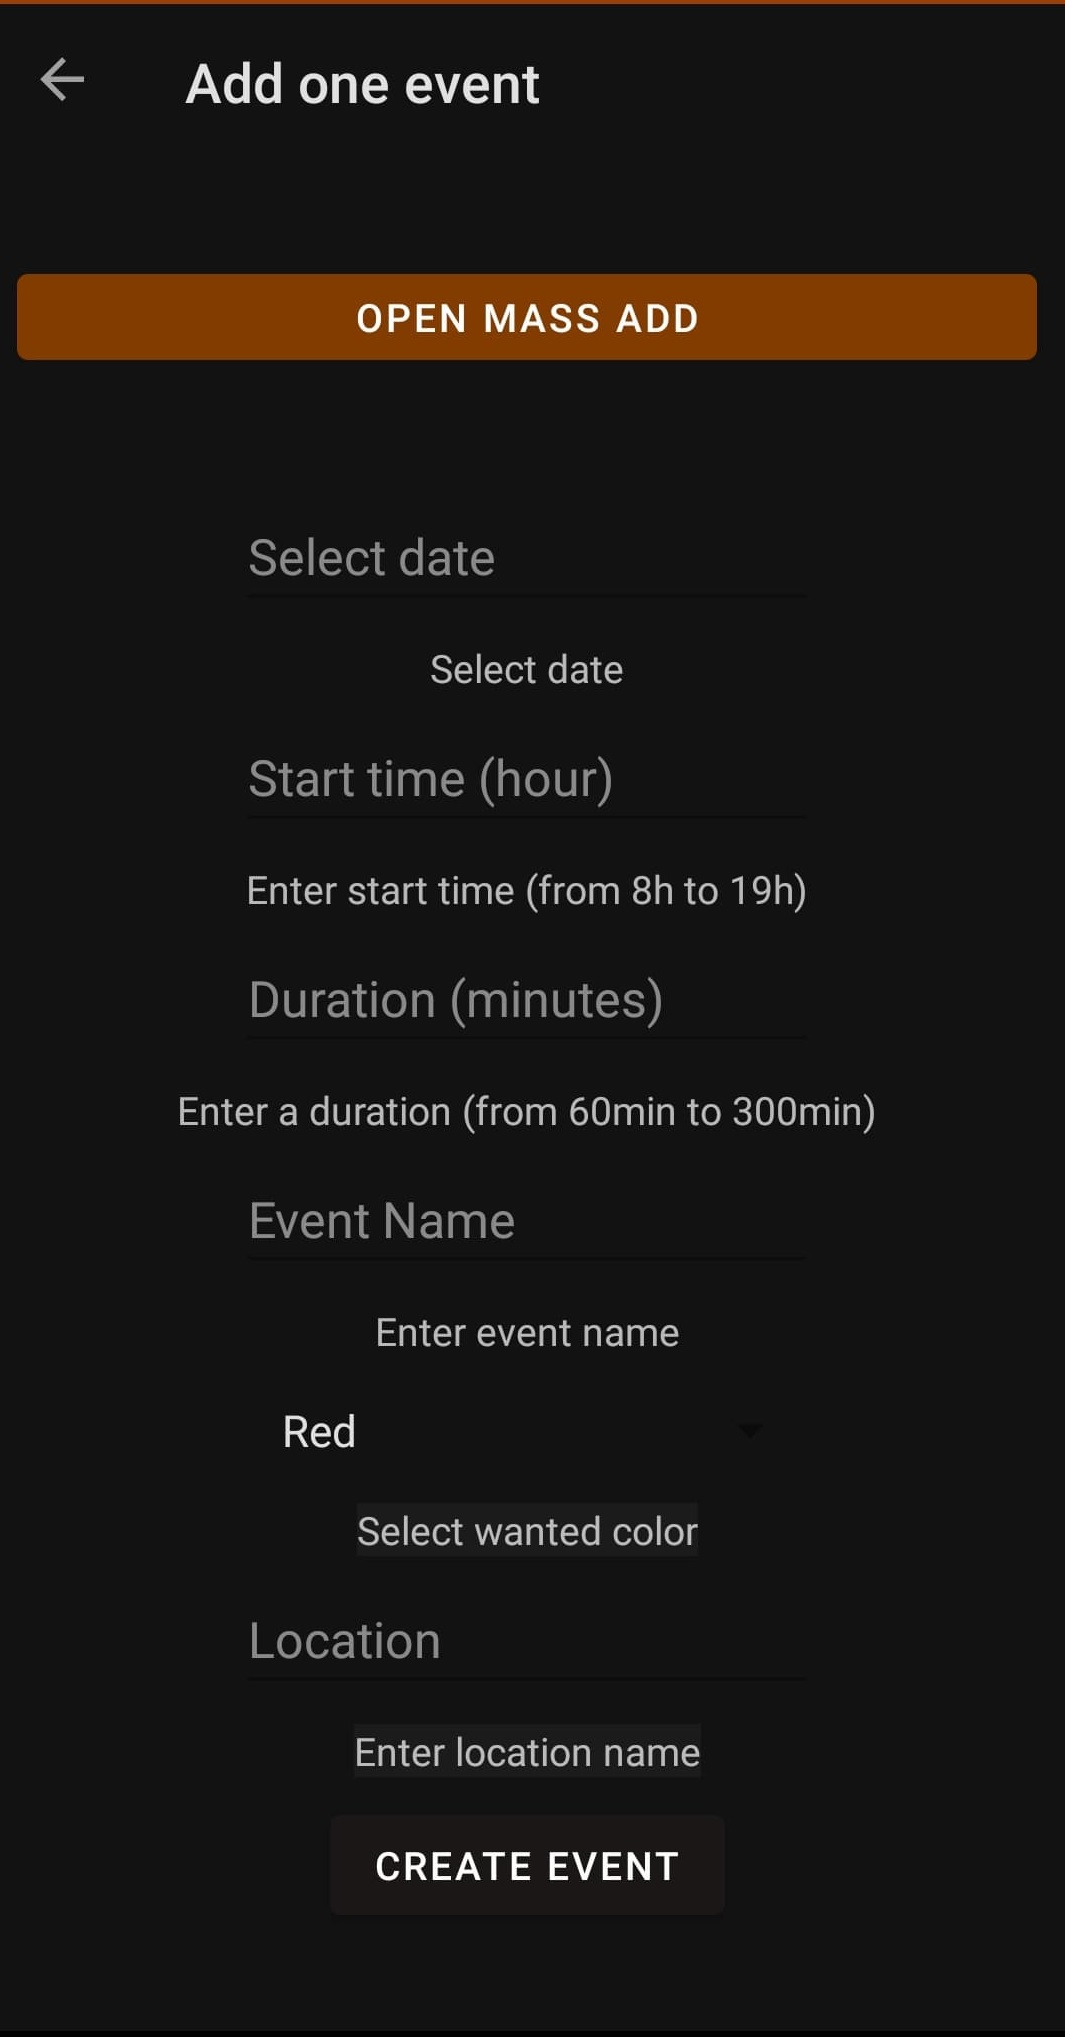 Add one event
OPEN MASS ADD
Select date
Select date
Start time (hour)
Enter start time (from 8h to 19h)
Duration (minutes)
Enter a duration (from 60min to 300min)
Event Name
Enter event name
Red
Select wanted color
Location
Enter location name
CREATE EVENT